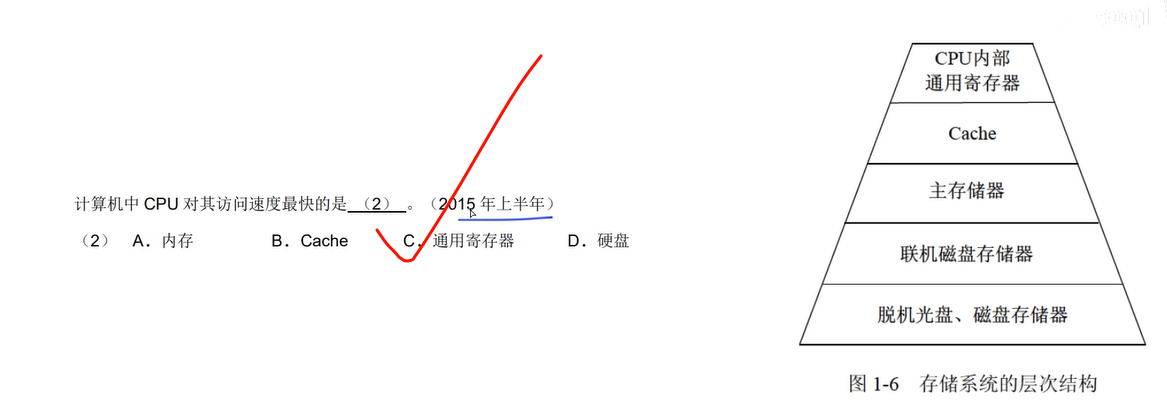 计算机中 CPU 对其访问速度最快的是 （2） 。（2015 年上半年）
（2） A．内存 B．Cache C．通用寄存器 D．硬盘
CPU内部
通用寄存器
Cache
主存储器
联机磁盘存储器
脱机光盘、磁盘存储器
图 1-6 存储系统的层次结构